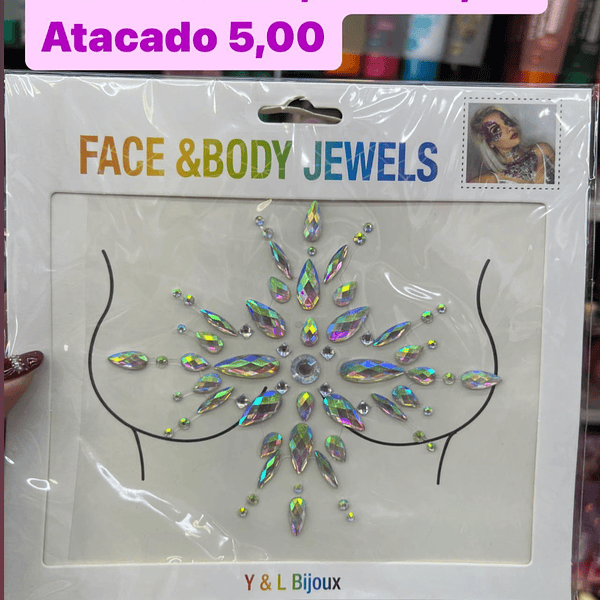 Atacado 5,00
FACE &BODY JEWELS
Y & L Bijoux